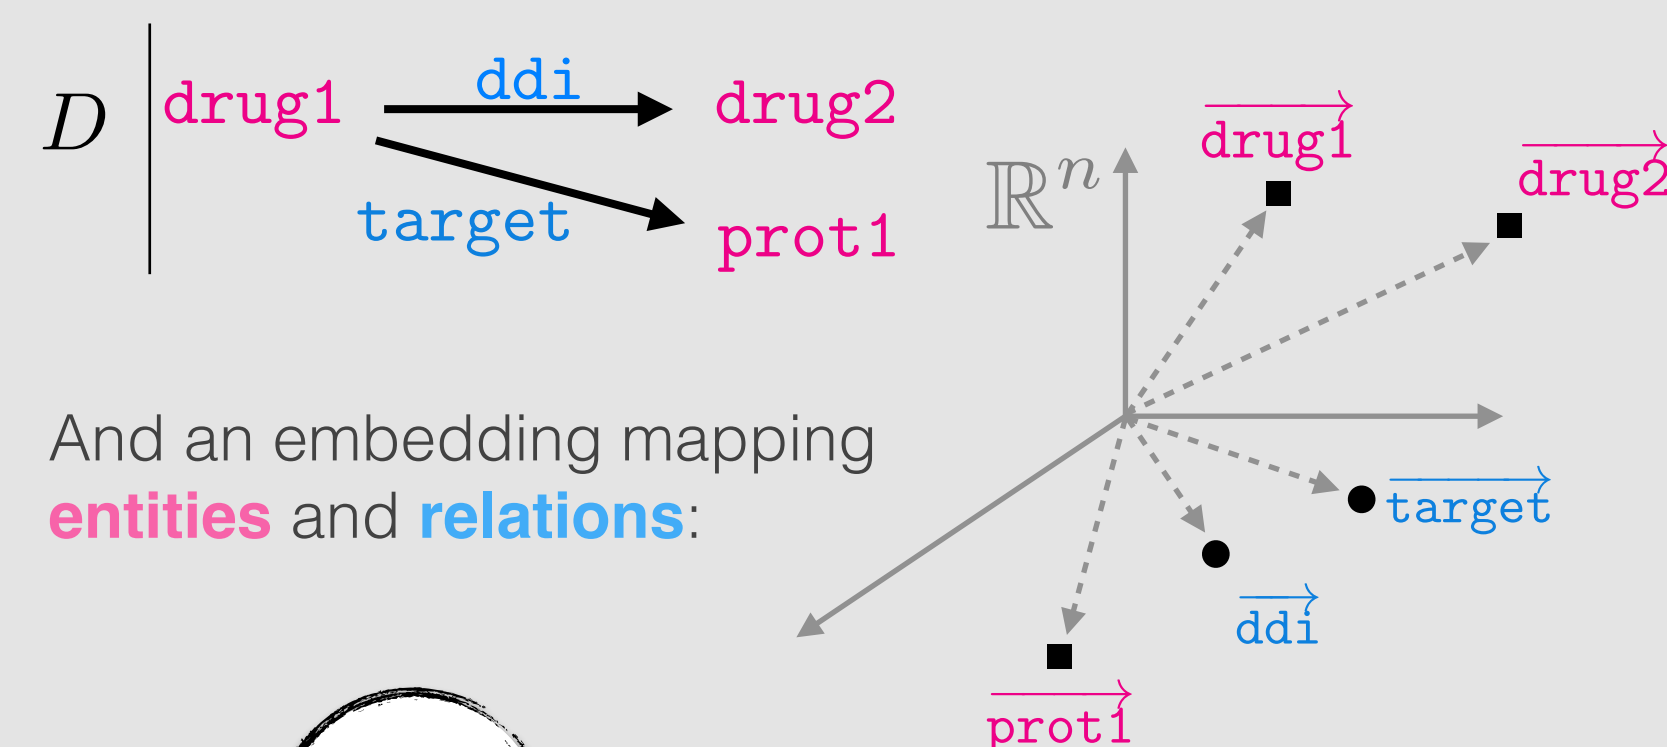 D
drug1
ddi
drug2
target
prot1
And an embedding mapping
entities and relations:
ℝⁿ
drug1
drug2
target
ddi
prot1